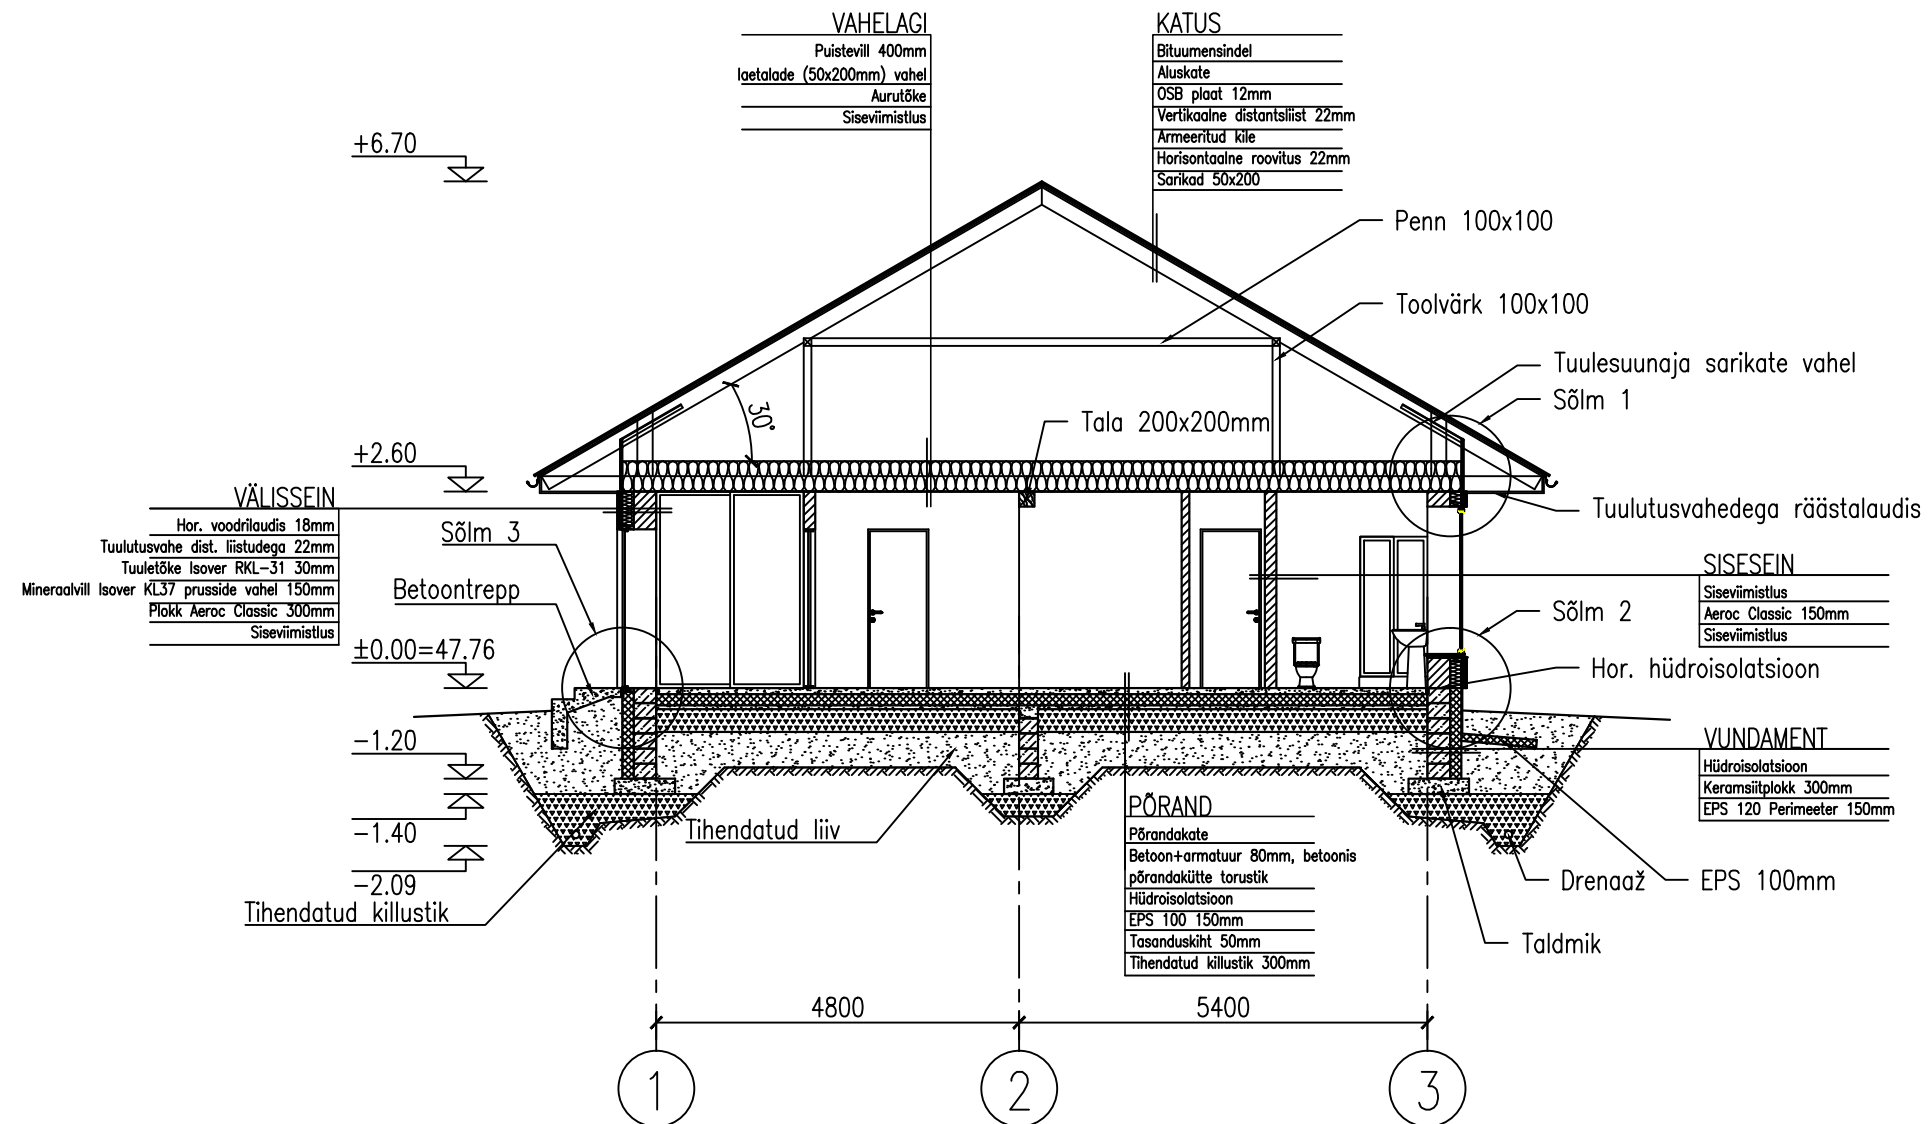 VAHELAGI
Puistevill 400mm
laetalade (50x200mm) vahel
Aurutõke
Siseviimistlus
KATUS
Bituumensindel
Aluskate
OSB plaat 12mm
Vertikaalne distantsliist 22mm
Armeeritud kile
Horisontaalne roovitus 22mm
Sarikad 50x200
+6.70
Penn 100x100
Toolvärk 100x100
Tuulesuunaja sarikate vahel
Sõlm 1
30°
Tala 200x200mm
+2.60
VÄLISSEIN
Hor. voodrilaudis 18mm
Tuulutusvahe dist. liistudega 22mm
Tuuletõke Isover RKL-31 30mm
Mineraalvill Isover KL37 prusside vahel 150mm
Plokk Aeroc Classic 300mm
Siseviimistlus
Sõlm 3
Betoontrepp
Tuulutusvahedega räästalaudis
SISESEIN
Siseviimistlus
Aeroc Classic 150mm
Siseviimistlus
Sõlm 2
±0.00=47.76
Hor. hüdroisolatsioon
-1.20
VUNDAMENT
Hüdroisolatsioon
Keramsiitplokk 300mm
EPS 120 Perimeeter 150mm
-1.40
-2.09
Tihendatud killustik
Tihendatud liiv
PÕRAND
Põrandakate
Betoon+armatuur 80mm, betoonis
põrandakütte torustik
Hüdroisolatsioon
EPS 100 150mm
Tasanduskiht 50mm
Tihendatud killustik 300mm
Drenaaž
EPS 100mm
Taldmik
4800
5400
1
2
3